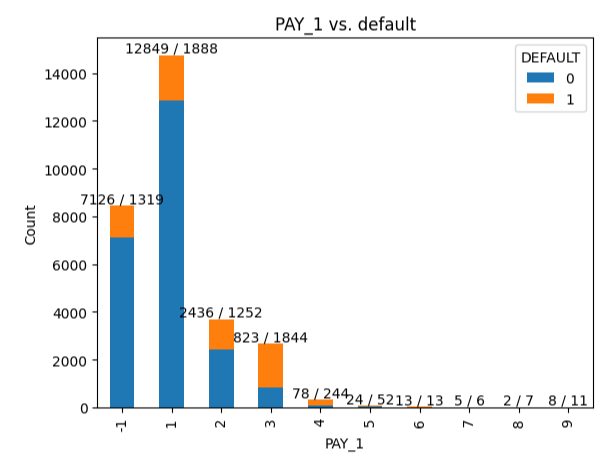 PAY_1 vs. default
12849 / 1888
7126 / 1319
2436 / 1252
823 / 1844
78 / 244
24 / 52
13 / 13
5 / 6
2 / 7
8 / 11
DEFAULT
0
1
Count
14000
12000
10000
8000
6000
4000
2000
0
-1
1
2
3
4
5
6
7
8
9
PAY_1